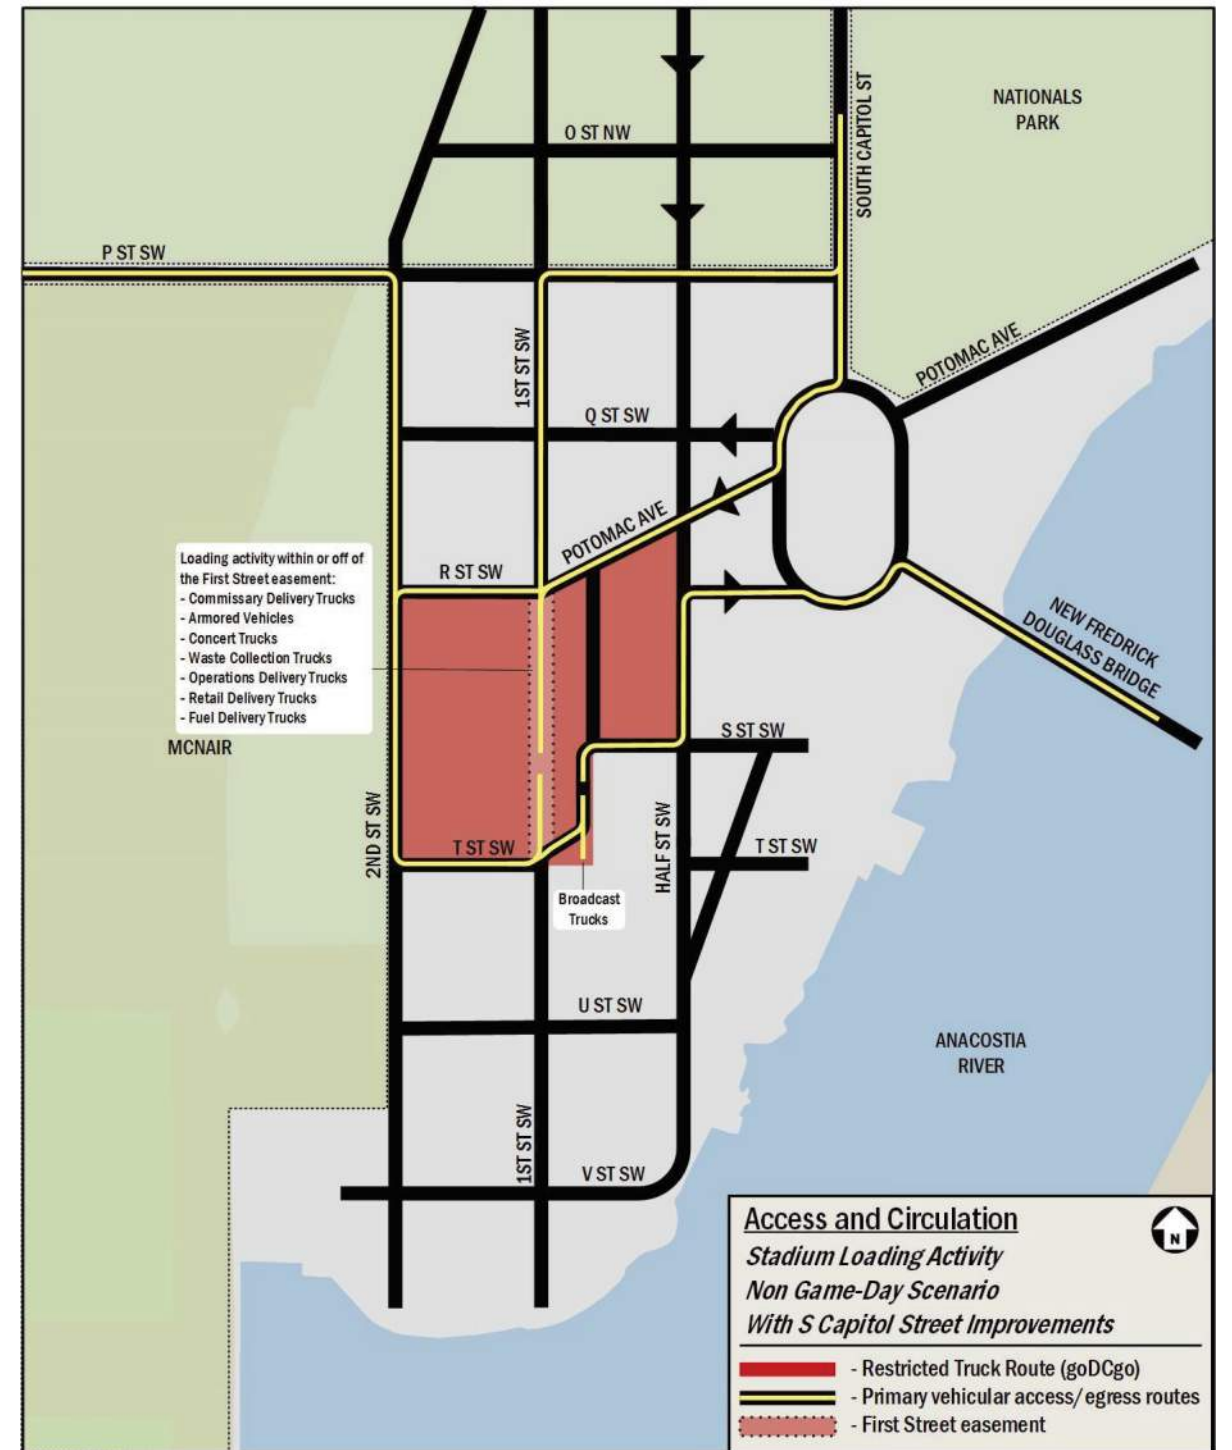 NATIONALS
PARK
SOUTH CAPITOL ST
O ST NW
P ST SW
1ST ST SW
POTOMAC AVE
Q ST SW
POTOMAC AVE
R ST SW
Loading activity within or off of
the First Street easement:
- Commissary Delivery Trucks
- Armored Vehicles
- Concert Trucks
- Waste Collection Trucks
- Operations Delivery Trucks
- Retail Delivery Trucks
- Fuel Delivery Trucks
NEW FREDRICK
DOUGLASS BRIDGE
MCNAIR
S ST SW
2ND ST SW
T ST SW
HALF ST SW
T ST SW
Broadcast
Trucks
U ST SW
ANACOSTIA
RIVER
1ST ST SW
V ST SW
Access and Circulation
N
Stadium Loading Activity
Non Game-Day Scenario
With S Capitol Street Improvements
- Restricted Truck Route (goDCgo)
- Primary vehicular access/egress routes
- First Street easement